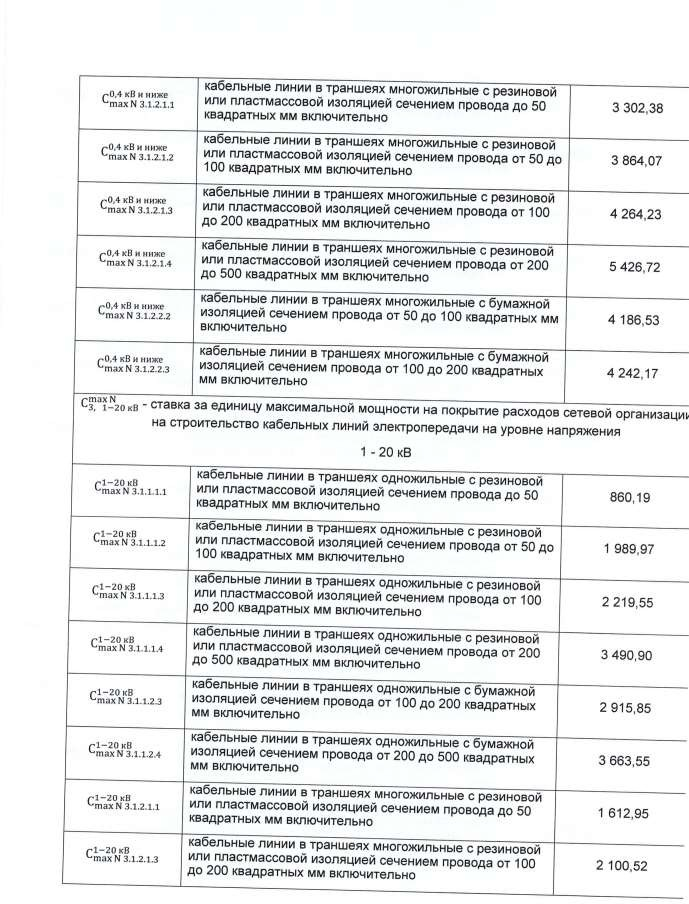 C 0,4 кВ и ниже max N 3.1.2.1.1
кабельные линии в траншеях многожильные с резиновой
или пластмассовой изоляцией сечением провода до 50
квадратных мм включительно
3 302,38
C 0,4 кВ и ниже max N 3.1.2.1.2
кабельные линии в траншеях многожильные с резиновой
или пластмассовой изоляцией сечением провода от 50 до
100 квадратных мм включительно
3 864,07
C 0,4 кВ и ниже max N 3.1.2.1.3
кабельные линии в траншеях многожильные с резиновой
или пластмассовой изоляцией сечением провода от 100
до 200 квадратных мм включительно
4 264,23
C 0,4 кВ и ниже max N 3.1.2.1.4
кабельные линии в траншеях многожильные с резиновой
или пластмассовой изоляцией сечением провода от 200
до 500 квадратных мм включительно
5 426,72
C 0,4 кВ и ниже max N 3.1.2.2.2
кабельные линии в траншеях многожильные с бумажной
изоляцией сечением провода от 50 до 100 квадратных мм
включительно
4 186,53
C 0,4 кВ и ниже max N 3.1.2.2.3
кабельные линии в траншеях многожильные с бумажной
изоляцией сечением провода от 100 до 200 квадратных
мм включительно
4 242,17
C max N 3, 1–20 кВ - ставка за единицу максимальной мощности на покрытие расходов сетевой организации
на строительство кабельных линий электропередачи на уровне напряжения
1 - 20 кВ
C 1–20 кВ max N 3.1.1.1.1
кабельные линии в траншеях одножильные с резиновой
или пластмассовой изоляцией сечением провода до 50
квадратных мм включительно
860,19
C 1–20 кВ max N 3.1.1.1.2
кабельные линии в траншеях одножильные с резиновой
или пластмассовой изоляцией сечением провода от 50 до
100 квадратных мм включительно
1 989,97
C 1–20 кВ max N 3.1.1.1.3
кабельные линии в траншеях одножильные с резиновой
или пластмассовой изоляцией сечением провода от 100
до 200 квадратных мм включительно
2 219,55
C 1–20 кВ max N 3.1.1.1.4
кабельные линии в траншеях одножильные с резиновой
или пластмассовой изоляцией сечением провода от 200
до 500 квадратных мм включительно
3 490,90
C 1–20 кВ max N 3.1.1.2.3
кабельные линии в траншеях одножильные с бумажной
изоляцией сечением провода от 100 до 200 квадратных
мм включительно
2 915,85
C 1–20 кВ max N 3.1.1.2.4
кабельные линии в траншеях одножильные с бумажной
изоляцией сечением провода от 200 до 500 квадратных
мм включительно
3 663,55
C 1–20 кВ max N 3.1.2.1.1
кабельные линии в траншеях многожильные с резиновой
или пластмассовой изоляцией сечением провода до 50
квадратных мм включительно
1 612,95
C 1–20 кВ max N 3.1.2.1.3
кабельные линии в траншеях многожильные с резиновой
или пластмассовой изоляцией сечением провода от 100
до 200 квадратных мм включительно
2 100,52